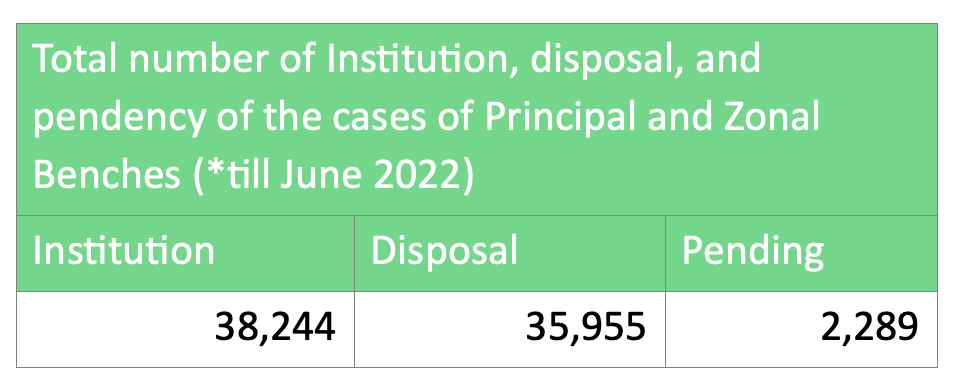 Total number of Institution, disposal, and
pendency of the cases of Principal and Zonal
Benches (*till June 2022)
Institution Disposal Pending
38,244 35,955 2,289